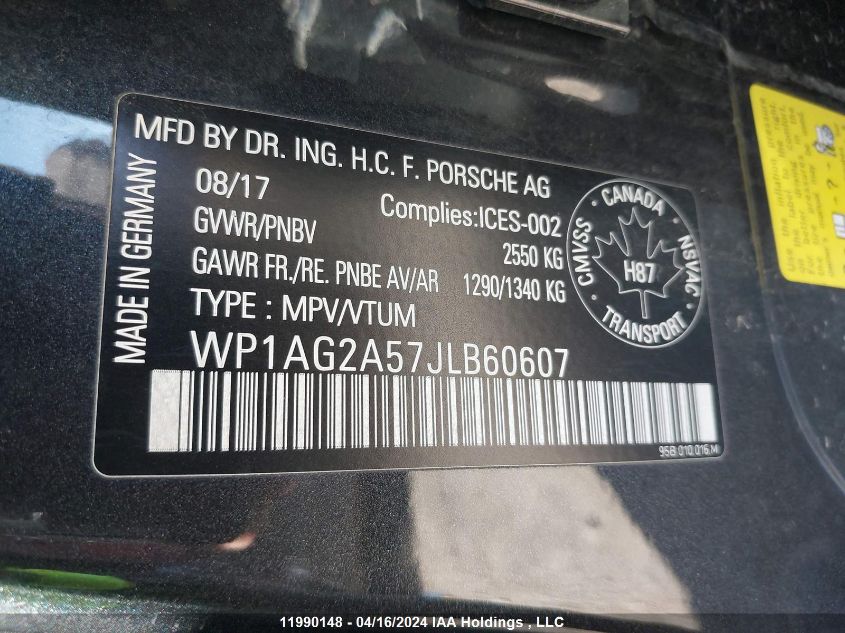 MFD BY DR. ING. H.C. F. PORSCHE AG
MADE IN GERMANY
08/17
Complies:ICES-002
GVWR/PNBV 2550 KG
GAWR FR./RE. PNBE AV/AR 1290/1340 KG
TYPE : MPV/VTUM
WP1AG2A57JLB60607
CANADA
CMVSS · NSVAC
H87
TRANSPORT
95B 010 016 M
11990148 - 04/16/2024 IAA Holdings , LLC